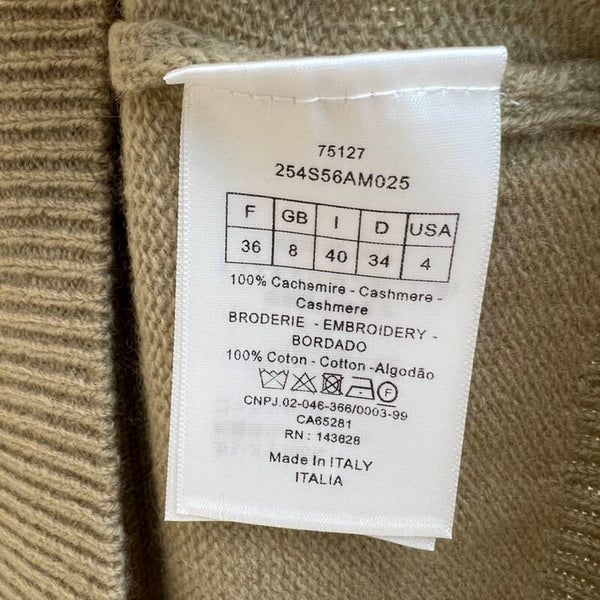 75127
254S56AM025
F GB I D USA
36 8 40 34 4
100% Cachemire - Cashmere -
Cashmere
BRODERIE - EMBROIDERY -
BORDADO
100% Coton - Cotton - Algodão
F
CNPJ.02-046-366/0003-99
CA65281
RN : 143828
Made In ITALY
ITALIA